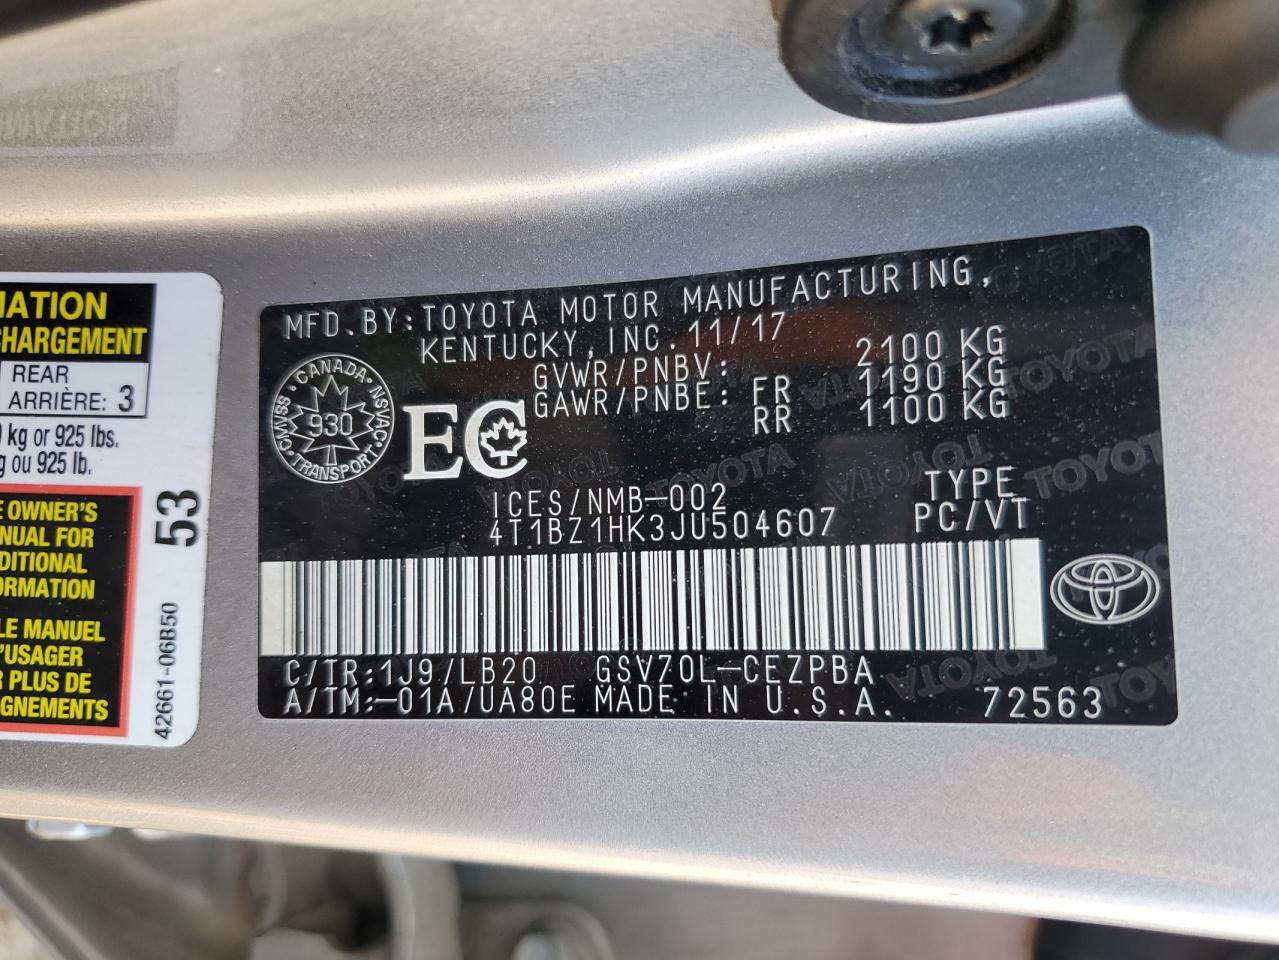 MATION
CHARGEMENT
REAR
ARRIÈRE: 3
kg or 925 lbs.
ou 925 lb.
OWNER'S
NUAL FOR
DITIONAL
ORMATION
LE MANUEL
'USAGER
R PLUS DE
GNEMENTS
53
42661-06B50
MFD. BY: TOYOTA MOTOR MANUFACTURING,
KENTUCKY, INC. 11/17
GVWR/PNBV: 2100 KG
GAWR/PNBE: FR 1190 KG
RR 1100 KG
CANADA
NSVAC
TRANSPORT
CMVSS
930
EC
ICES/NMB-002
4T1BZ1HK3JU504607
TYPE
PC/VT
C/TR:1J9/LB20 GSV70L-CEZPBA
A/TM:-01A/UA80E MADE IN U.S.A. 72563